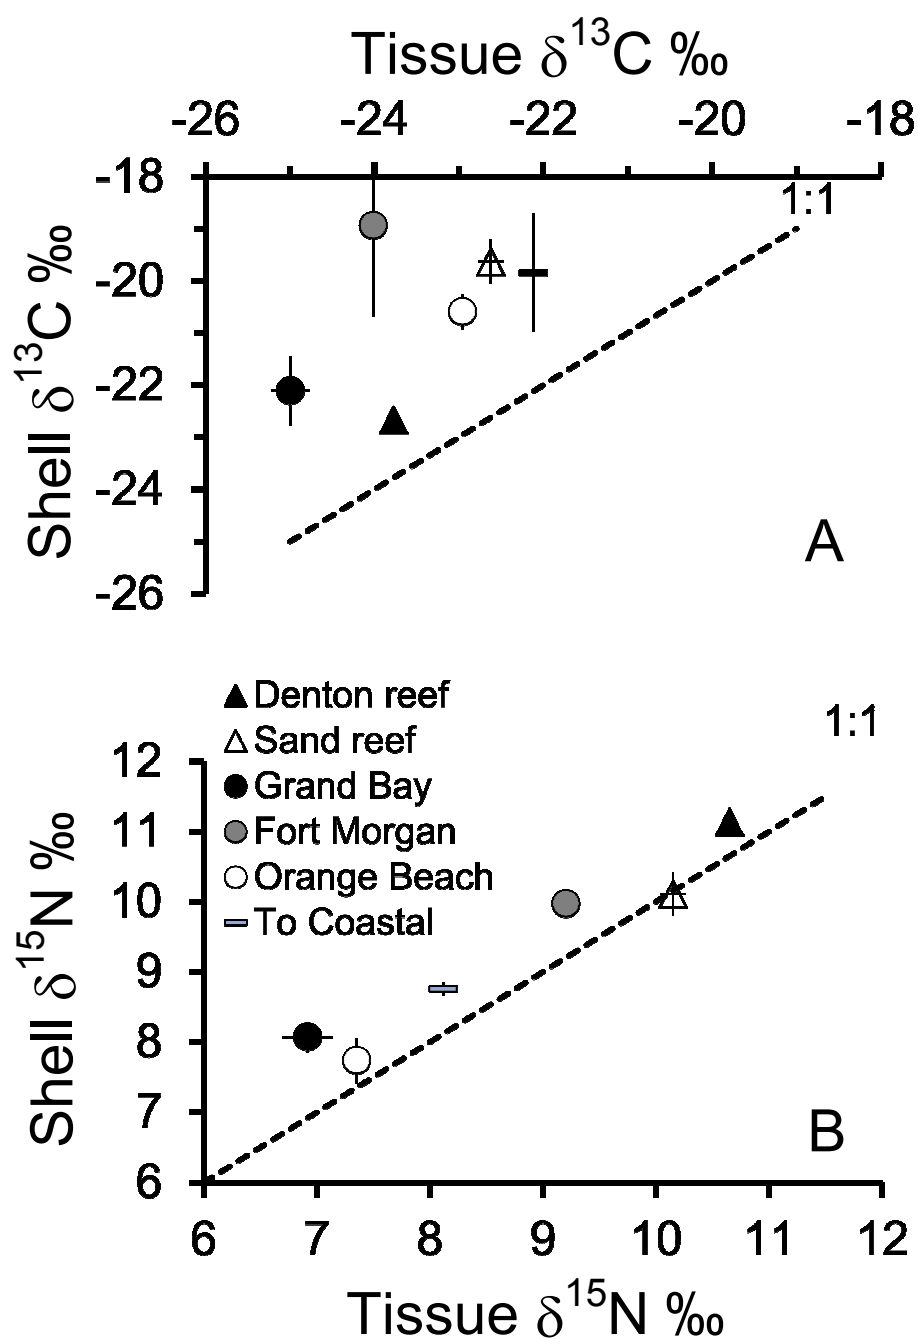 Tissue δ13C ‰
-26 -24 -22 -20 -18
-18
1:1
-20
-22
-24
-26
Shell δ13C ‰
A
Denton reef
Sand reef
Grand Bay
Fort Morgan
Orange Beach
To Coastal
1:1
12
11
10
9
8
7
6
Shell δ15N ‰
B
6 7 8 9 10 11 12
Tissue δ15N ‰